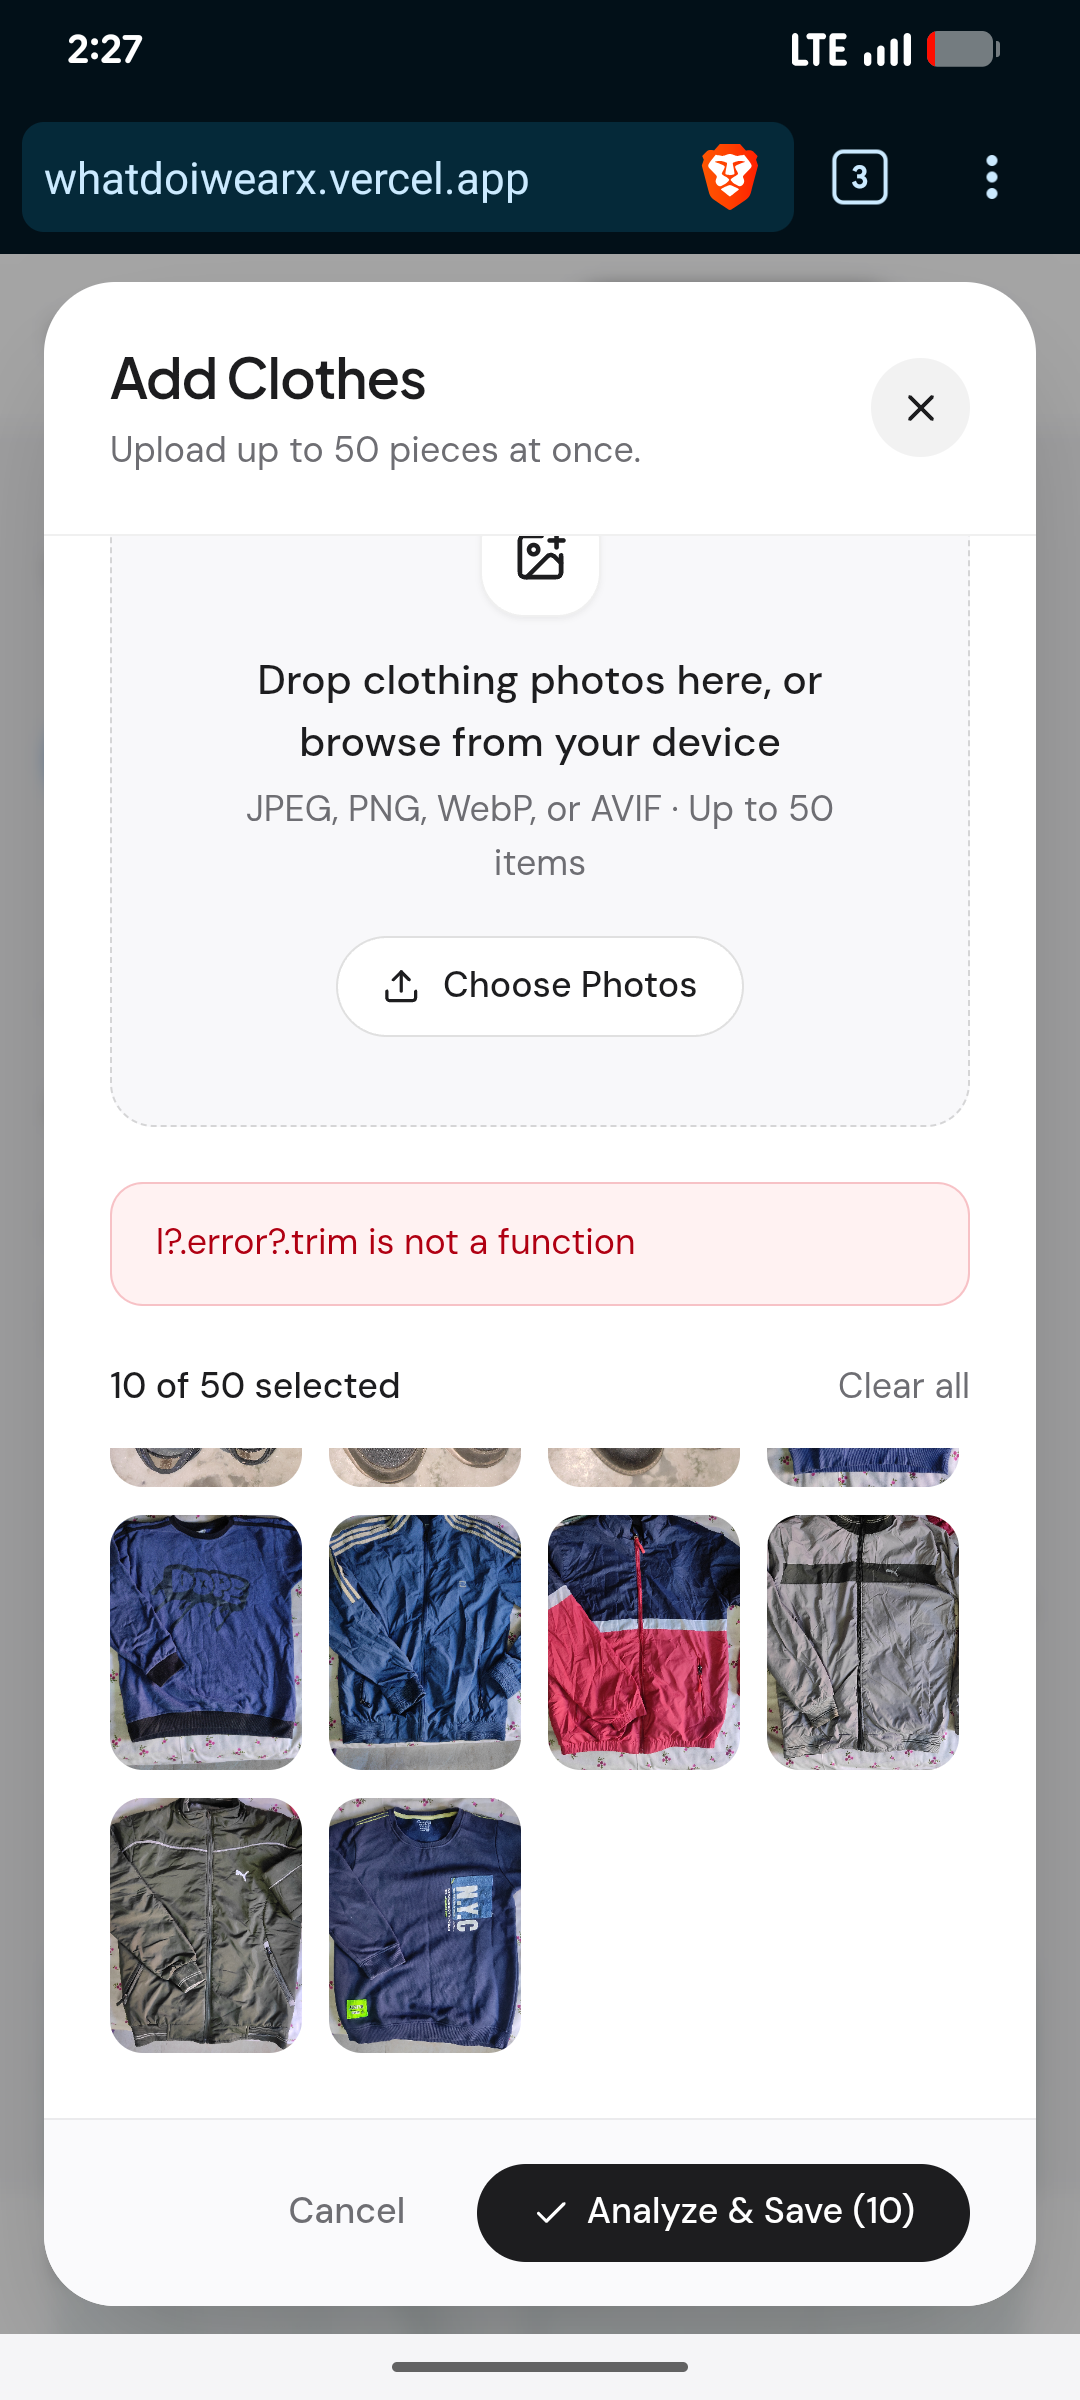 2:27
LTE
whatdoiwearx.vercel.app
3
Add Clothes
Upload up to 50 pieces at once.
Drop clothing photos here, or
browse from your device
JPEG, PNG, WebP, or AVIF · Up to 50
items
Choose Photos
l?.error?.trim is not a function
10 of 50 selected
Clear all
N.Y.C
Cancel
Analyze & Save (10)